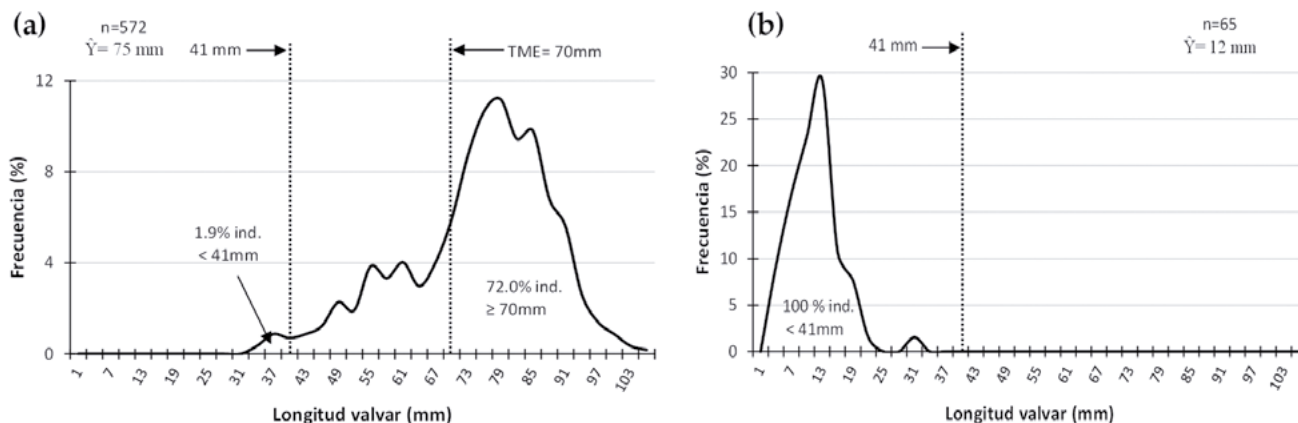 (a)
n=572
Ŷ= 75 mm
41 mm
TME= 70mm
12
8
4
0
Frecuencia (%)
1.9% ind.
< 41mm
72.0% ind.
≥ 70mm
1 7 13 19 25 31 37 43 49 55 61 67 73 79 85 91 97 103
Longitud valvar (mm)
(b)
n=65
Ŷ= 12 mm
41 mm
30
25
20
15
10
5
0
Frecuencia (%)
100 % ind.
< 41mm
1 7 13 19 25 31 37 43 49 55 61 67 73 79 85 91 97 103
Longitud valvar (mm)